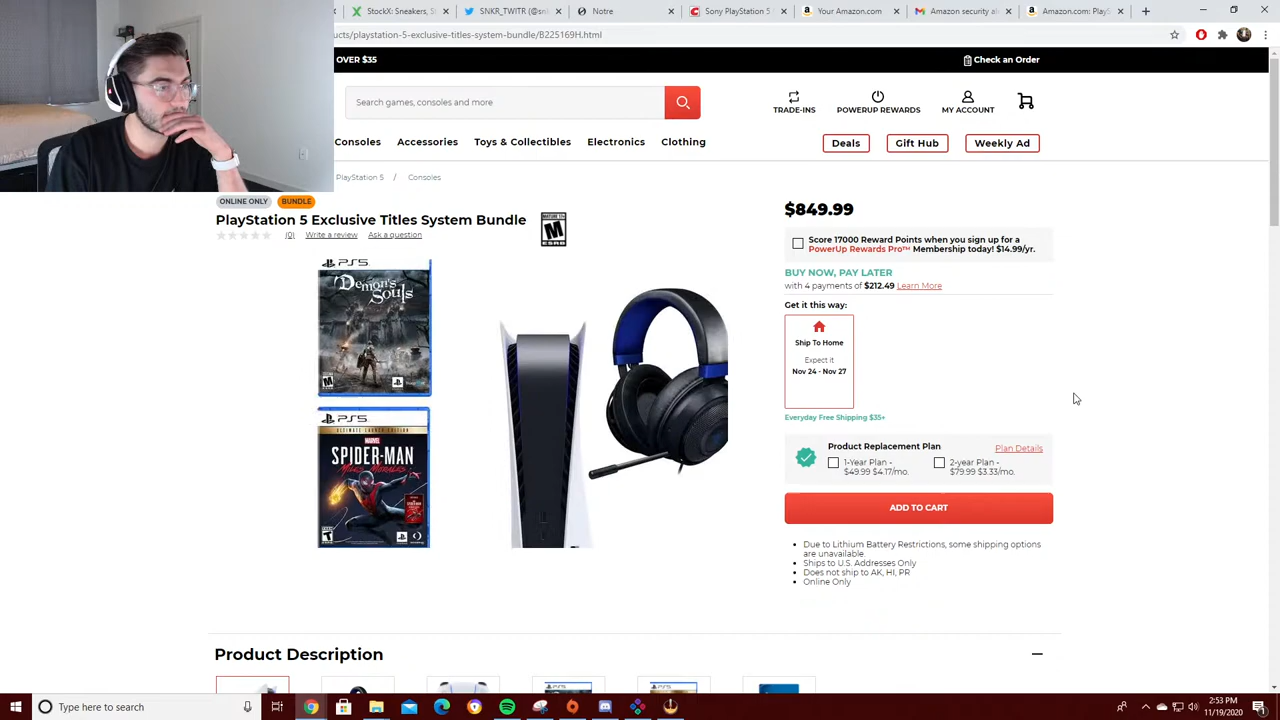 StockX: Sneakers, S
SNKR_TWITR (@sn
Notre
Sony PlayStation 5
Your Amazon.com
Amazon security al
Amazon.com: PlayS
ucts/playstation-5-exclusive-titles-system-bundle/B225169H.html
OVER $35
Check an Order
Search games, consoles and more
TRADE-INS
POWERUP REWARDS
MY ACCOUNT
Consoles
Accessories
Toys & Collectibles
Electronics
Clothing
Deals
Gift Hub
Weekly Ad
PlayStation 5 / Consoles
ONLINE ONLY
BUNDLE
PlayStation 5 Exclusive Titles System Bundle
MATURE 17+
M
ESRB
(0)
Write a review
Ask a question
PS5
Demon's
Souls
M
PS5
ULTIMATE LAUNCH EDITION
MARVEL
SPIDER-MAN
MILES MORALES
T
$849.99
Score 17000 Reward Points when you sign up for a
PowerUp Rewards Pro™ Membership today! $14.99/yr.
BUY NOW, PAY LATER
with 4 payments of $212.49 Learn More
Get it this way:
Ship To Home
Expect it
Nov 24 - Nov 27
Everyday Free Shipping $35+
Product Replacement Plan
Plan Details
1-Year Plan •
$49.99 $4.17/mo.
2-year Plan •
$79.99 $3.33/mo.
ADD TO CART
Due to Lithium Battery Restrictions, some shipping options
are unavailable.
Ships to U.S. Addresses Only
Does not ship to AK, HI, PR
Online Only
Product Description
Type here to search
2:53 PM
11/19/2020